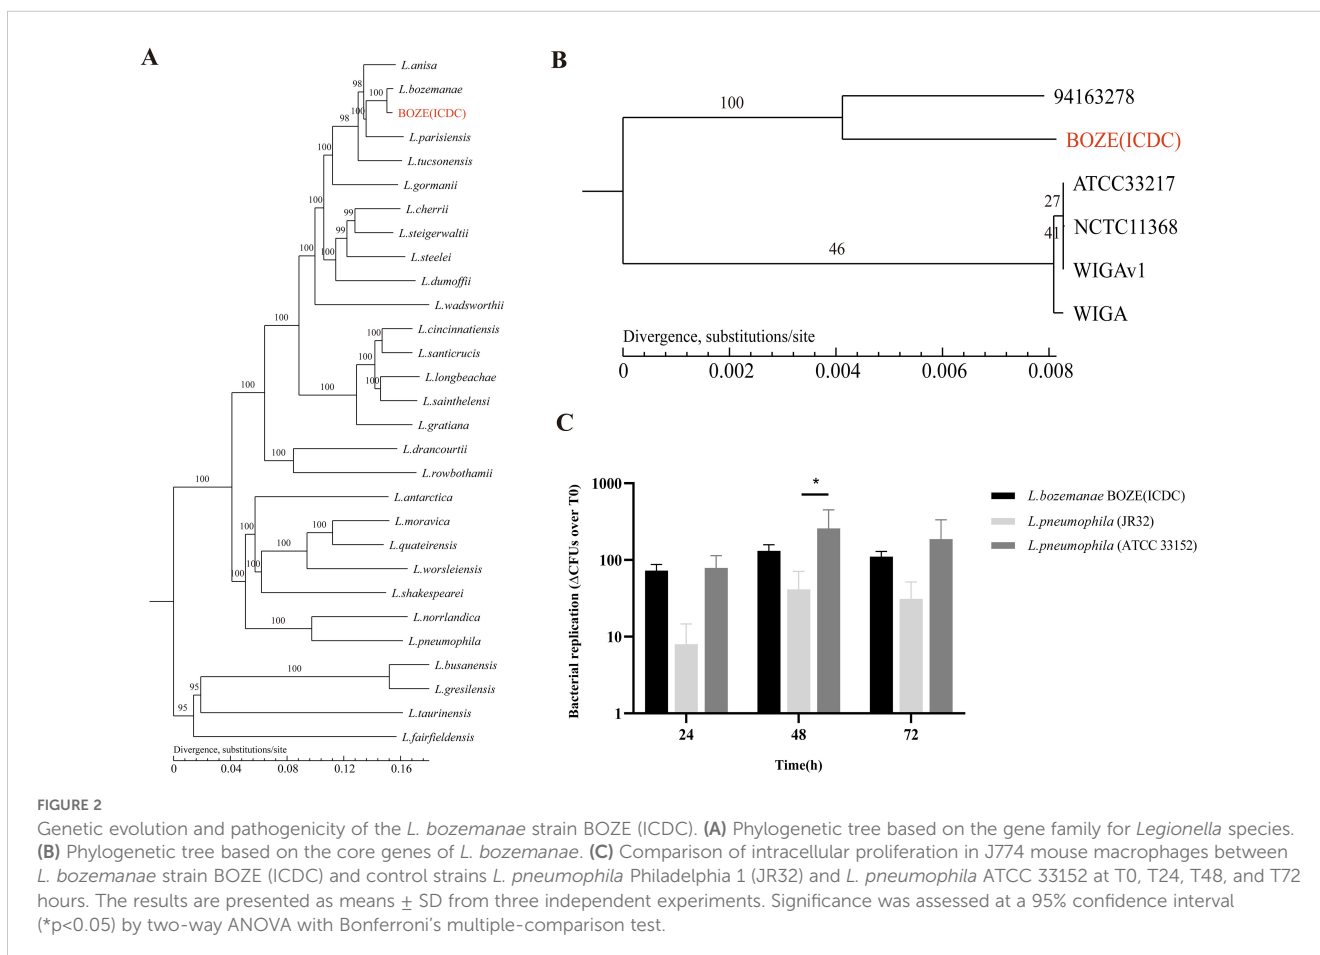 A
L.anisa
98
L.bozemanae
100
BOZE(ICDC)
100
98
L.parisiensis
100
L.tucsonensis
L.gormanii
100
99
L.cherrii
99
L.steigerwaltii
100
100
L.steelei
L.dumoffii
L.wadsworthii
100
L.cincinnatiensis
100
L.santicrucis
100
100
L.longbeachae
100
L.sainthelensi
L.gratiana
100
L.drancourtii
100
L.rowbothamii
100
L.antarctica
100
100
L.moravica
100
L.quateirensis
100
100
L.worsleiensis
L.shakespearei
100
L.norrlandica
L.pneumophila
100
L.busanensis
95
L.gresilensis
95
L.taurinensis
L.fairfieldensis
Divergence, substitutions/site
0 0.04 0.08 0.12 0.16
B
100
94163278
BOZE(ICDC)
ATCC33217
27
41
NCTC11368
46
WIGAv1
WIGA
Divergence, substitutions/site
0 0.002 0.004 0.006 0.008
C
Bacterial replication (ΔCFUs over T0)
1000
100
10
1
*
24 48 72
Time(h)
L.bozemanae BOZE(ICDC)
L.pneumophila (JR32)
L.pneumophila (ATCC 33152)
FIGURE 2
Genetic evolution and pathogenicity of the L. bozemanae strain BOZE (ICDC). (A) Phylogenetic tree based on the gene family for Legionella species.
(B) Phylogenetic tree based on the core genes of L. bozemanae. (C) Comparison of intracellular proliferation in J774 mouse macrophages between
L. bozemanae strain BOZE (ICDC) and control strains L. pneumophila Philadelphia 1 (JR32) and L. pneumophila ATCC 33152 at T0, T24, T48, and T72
hours. The results are presented as means ± SD from three independent experiments. Significance was assessed at a 95% confidence interval
(*p<0.05) by two-way ANOVA with Bonferroni's multiple-comparison test.